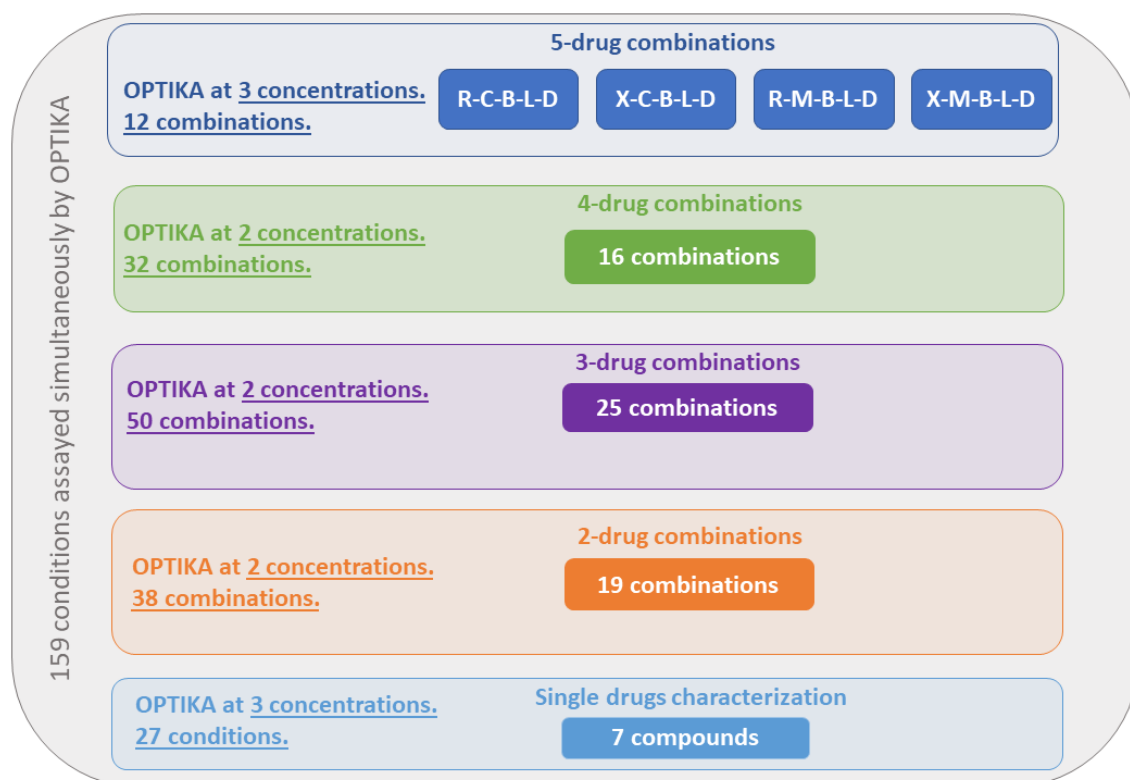 159 conditions assayed simultaneously by OPTIKA
5-drug combinations
OPTIKA at 3 concentrations.
12 combinations.
R-C-B-L-D
X-C-B-L-D
R-M-B-L-D
X-M-B-L-D
4-drug combinations
OPTIKA at 2 concentrations.
32 combinations.
16 combinations
3-drug combinations
OPTIKA at 2 concentrations.
50 combinations.
25 combinations
2-drug combinations
OPTIKA at 2 concentrations.
38 combinations.
19 combinations
Single drugs characterization
OPTIKA at 3 concentrations.
27 conditions.
7 compounds